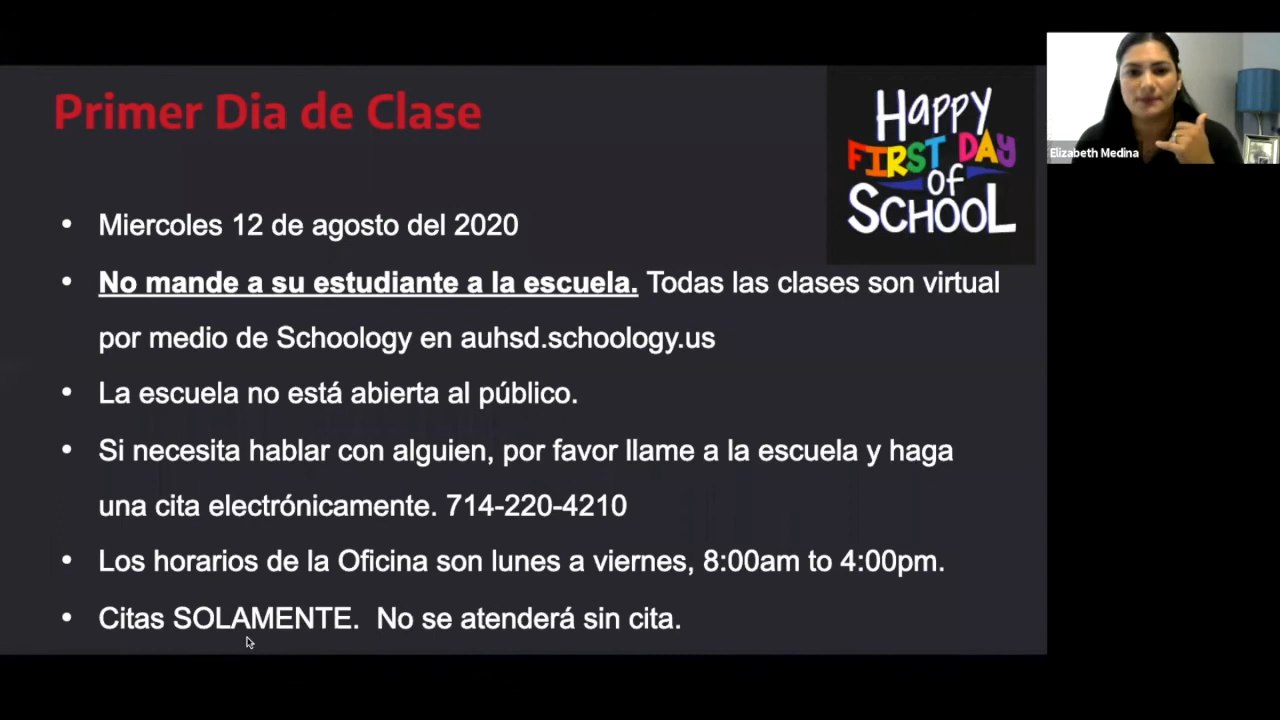 Primer Dia de Clase
Happy
FIRST DAY
of
SCHOOL
Elizabeth Medina
• Miercoles 12 de agosto del 2020
• No mande a su estudiante a la escuela. Todas las clases son virtual
por medio de Schoology en auhsd.schoology.us
• La escuela no está abierta al público.
• Si necesita hablar con alguien, por favor llame a la escuela y haga
una cita electrónicamente. 714-220-4210
• Los horarios de la Oficina son lunes a viernes, 8:00am to 4:00pm.
• Citas SOLAMENTE.  No se atenderá sin cita.